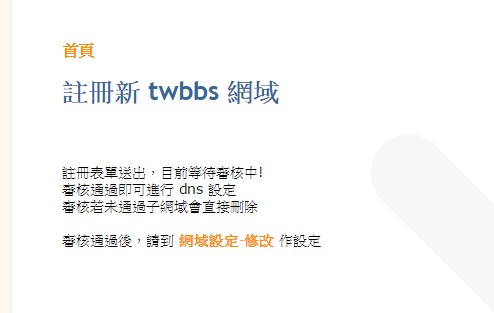 首頁
註冊新 twbbs 網域
註冊表單送出，目前等待審核中!
審核通過即可進行 dns 設定
審核若未通過子網域會直接刪除
審核通過後，請到 網域設定-修改 作設定